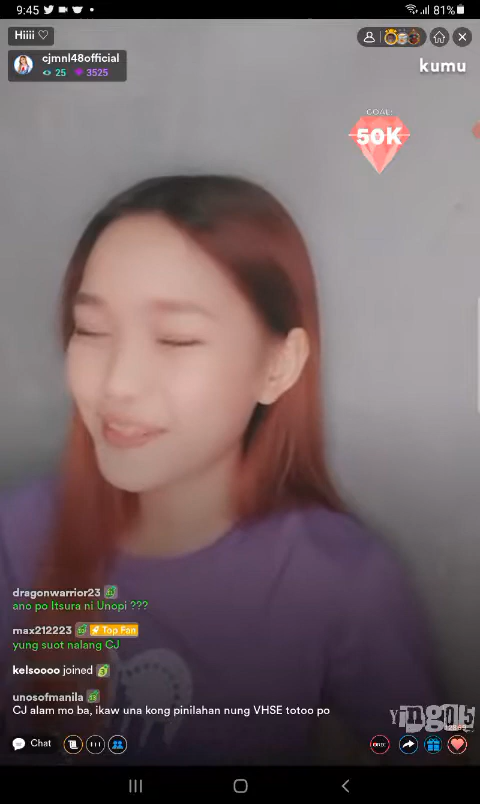 9:45
81%
Hiiii ♡
cjmnl48official
25 3525
kumu
GOAL:
50K
dragonwarrior23
ano po Itsura ni Unopi ???
max212223 Top Fan
yung suot nalang CJ
kelsoooo joined
unosofmanila
CJ alam mo ba, ikaw una kong pinilahan nung VHSE totoo po
Chat